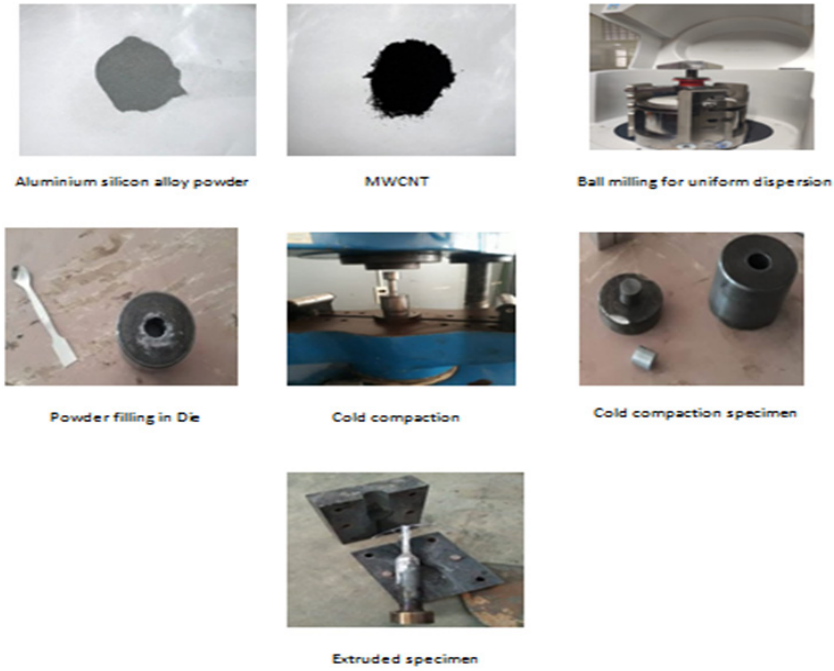 Aluminium silicon alloy powder
MWCNT
Ball milling for uniform dispersion
Powder filling in Die
Cold compaction
Cold compaction specimen
Extruded specimen